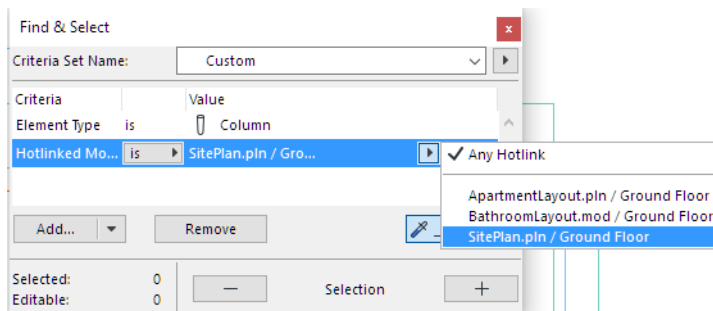 Find & Select
x
Criteria Set Name: Custom
Criteria Value
Element Type is Column
Hotlinked Mo... is SitePlan.pln / Gro...
Any Hotlink
ApartmentLayout.pln / Ground Floor
BathroomLayout.mod / Ground Floor
SitePlan.pln / Ground Floor
Add... Remove
Selected: 0
Editable: 0
Selection